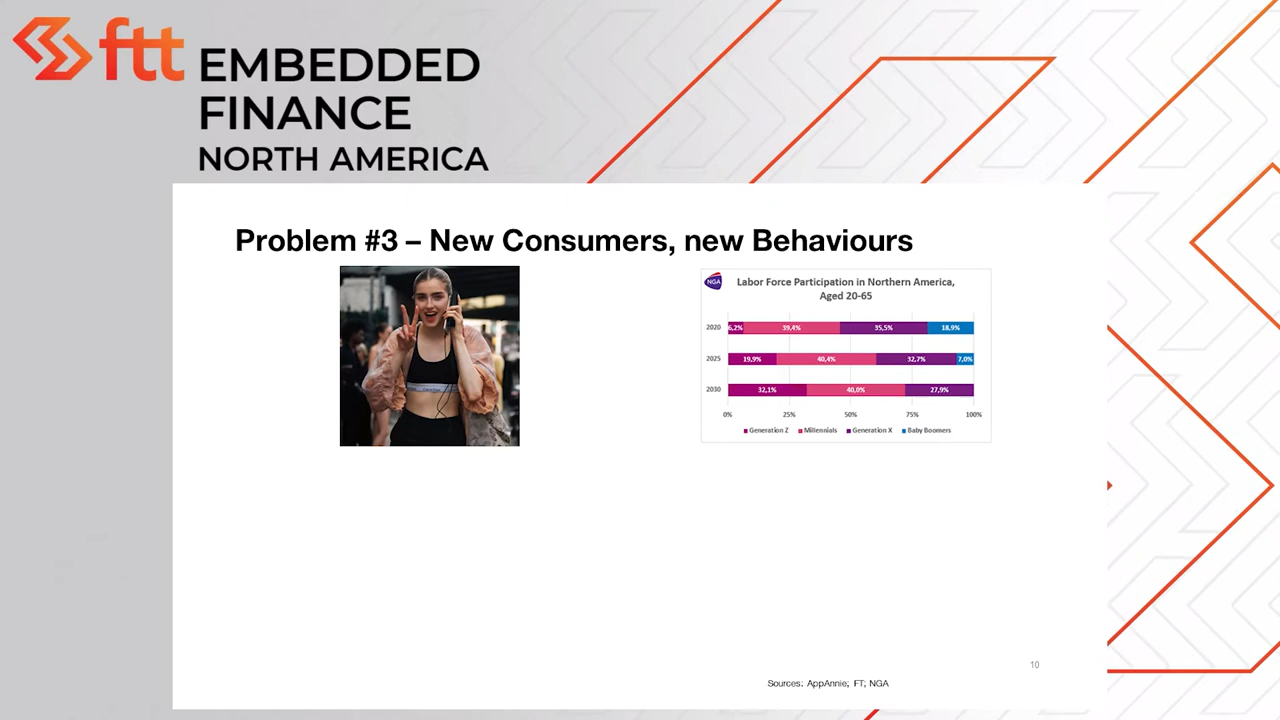 ftt
EMBEDDED
FINANCE
NORTH AMERICA
Problem #3 – New Consumers, new Behaviours
NGA
Labor Force Participation in Northern America,
Aged 20-65
2020 6,2% 39,4% 35,5% 18,9%
2025 19,9% 40,4% 32,7% 7,0%
2030 32,1% 40,0% 27,9%
0% 25% 50% 75% 100%
Generation Z Millennials Generation X Baby Boomers
10
Sources: AppAnnie; FT; NGA